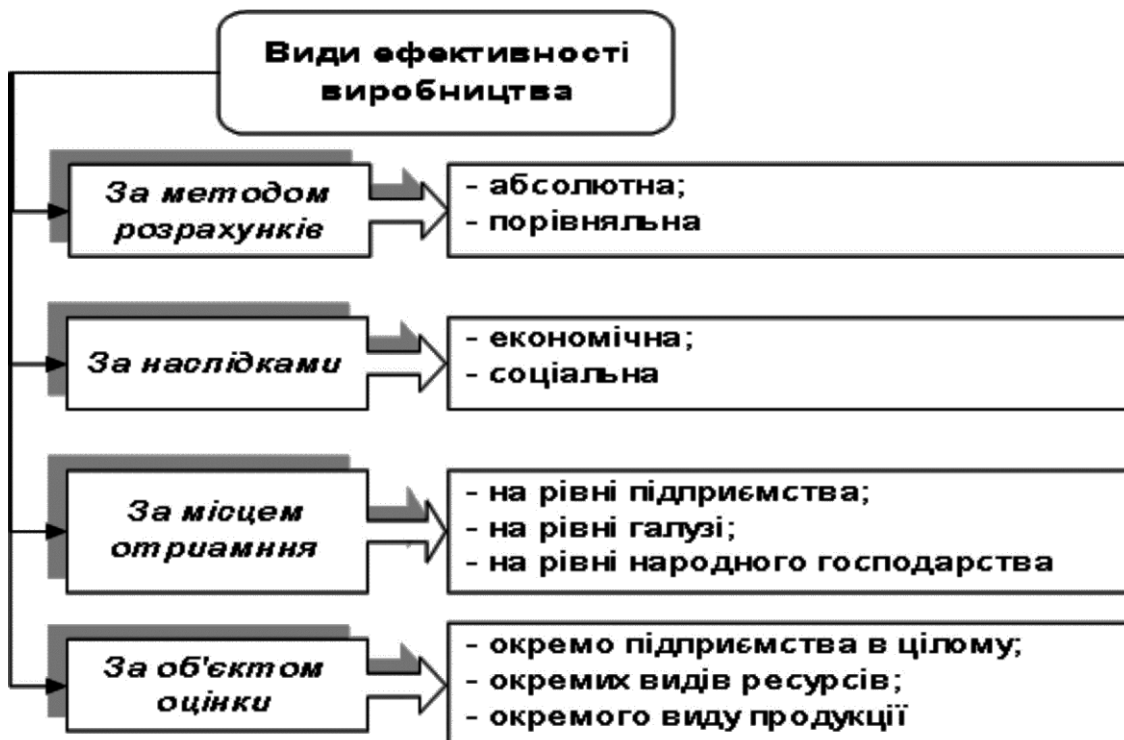 Види ефективності
виробництва
За методом
розрахунків
- абсолютна;
- порівняльна
За наслідками
- економічна;
- соціальна
За місцем
отриамння
- на рівні підприємства;
- на рівні галузі;
- на рівні народного господарства
За об'єктом
оцінки
- окремо підприємства в цілому;
- окремих видів ресурсів;
- окремого виду продукції